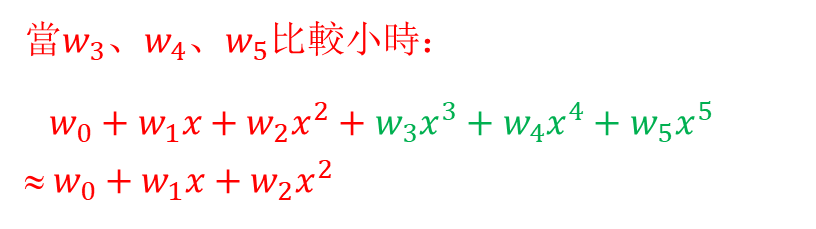 當w₃、w₄、w₅比較小時：
w₀ + w₁x + w₂x² + w₃x³ + w₄x⁴ + w₅x⁵
≈ w₀ + w₁x + w₂x²